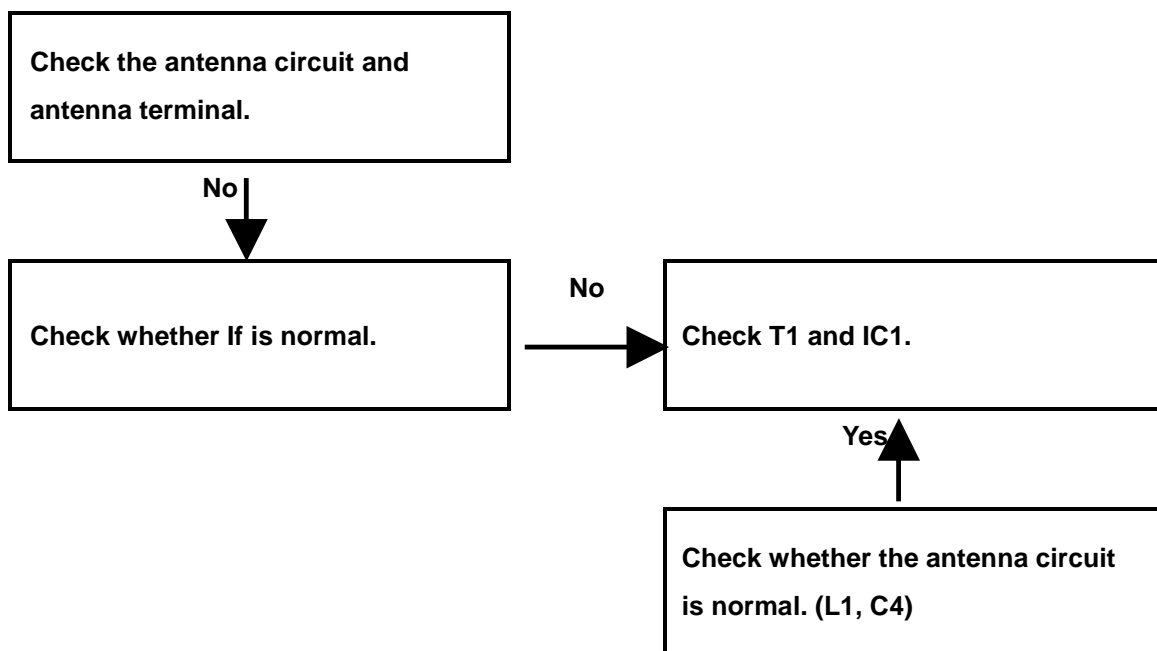 Check the antenna circuit and
antenna terminal.
No
Check whether If is normal.
No
Check T1 and IC1.
Yes
Check whether the antenna circuit
is normal. (L1, C4)